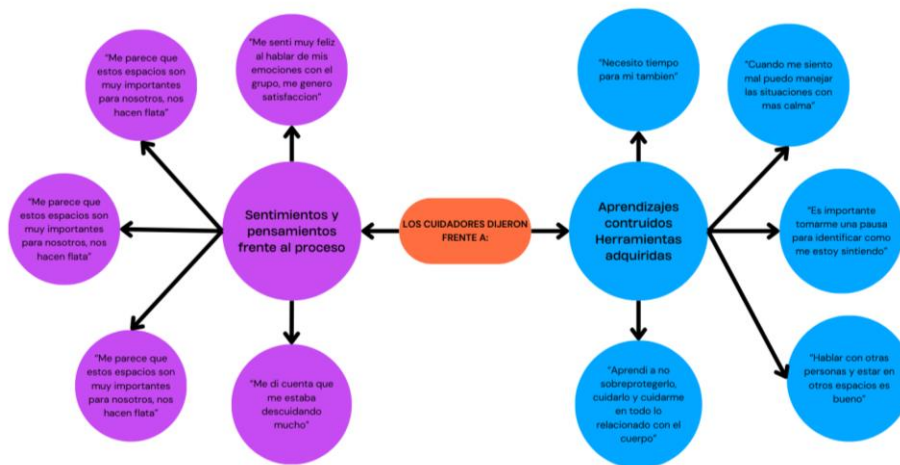 "Me parece que
estos espacios son
muy importantes
para nosotros, nos
hacen flata"
"Me senti muy feliz
al hablar de mis
emociones con el
grupo, me genero
satisfaccion"
"Me parece que
estos espacios son
muy importantes
para nosotros, nos
hacen flata"
Sentimientos y
pensamientos
frente al proceso
"Me parece que
estos espacios son
muy importantes
para nosotros, nos
hacen flata"
"Me di cuenta que
me estaba
descuidando
mucho"
LOS CUIDADORES DIJERON
FRENTE A:
"Necesito tiempo
para mi tambien"
"Cuando me siento
mal puedo manejar
las situaciones con
mas calma"
Aprendizajes
contruidos
Herramientas
adquiridas
"Es importante
tomarme una pausa
para identificar como
me estoy sintiendo"
"Aprendi a no
sobreprotegerlo,
cuidarlo y cuidarme
en todo lo
relacionado con el
cuerpo"
"Hablar con otras
personas y estar en
otros espacios es
bueno"